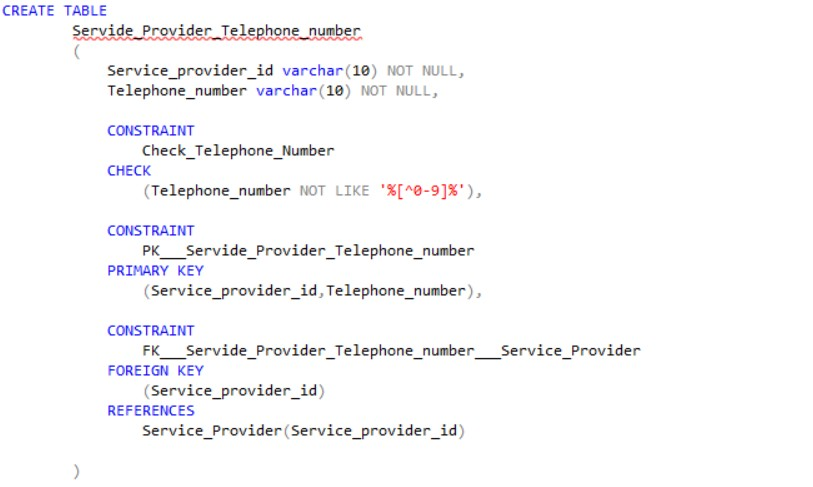 CREATE TABLE
Servide_Provider_Telephone_number
(
Service_provider_id varchar(10) NOT NULL,
Telephone_number varchar(10) NOT NULL,
CONSTRAINT
Check_Telephone_Number
CHECK
(Telephone_number NOT LIKE '%[^0-9]%'),
CONSTRAINT
PK___Servide_Provider_Telephone_number
PRIMARY KEY
(Service_provider_id,Telephone_number),
CONSTRAINT
FK___Servide_Provider_Telephone_number___Service_Provider
FOREIGN KEY
(Service_provider_id)
REFERENCES
Service_Provider(Service_provider_id)
)